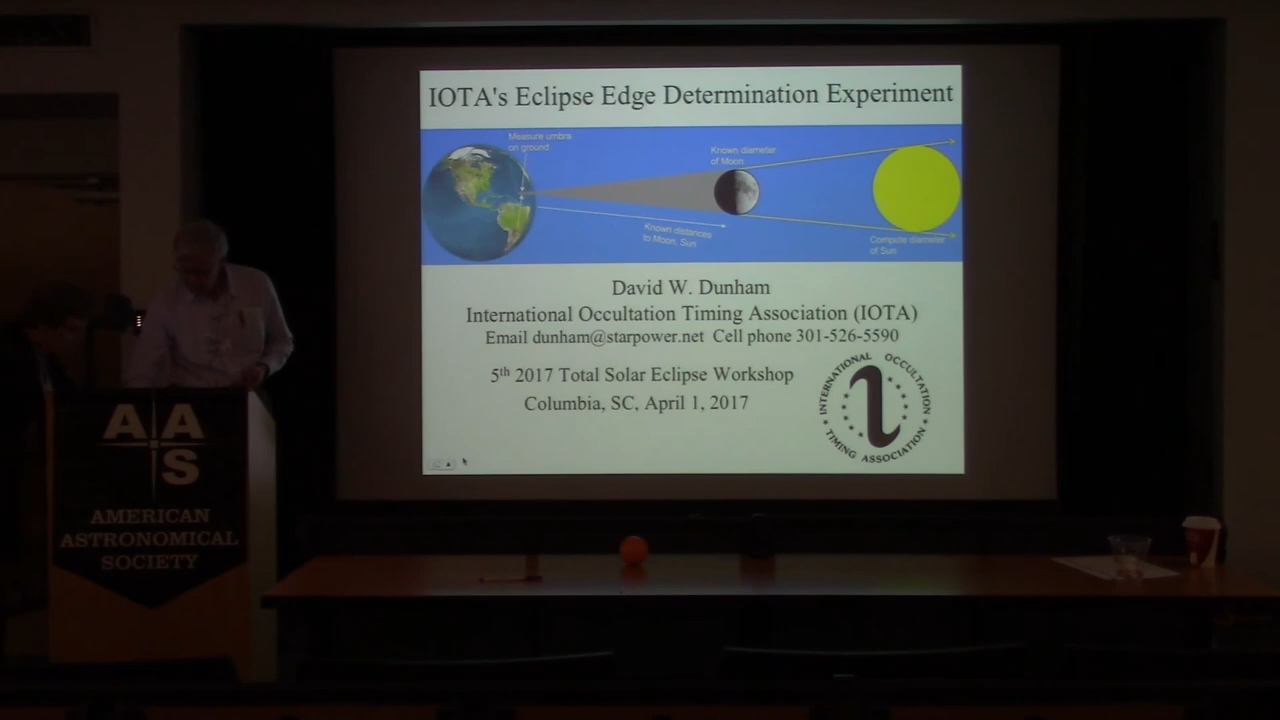 IOTA's Eclipse Edge Determination Experiment
Measure umbra
on ground
Known diameter
of Moon
Known distances
to Moon, Sun
Compute diameter
of Sun
David W. Dunham
International Occultation Timing Association (IOTA)
Email dunham@starpower.net Cell phone 301-526-5590
5th 2017 Total Solar Eclipse Workshop
Columbia, SC, April 1, 2017
INTERNATIONAL OCCULTATION
TIMING ASSOCIATION
A A
S
AMERICAN
ASTRONOMICAL
SOCIETY